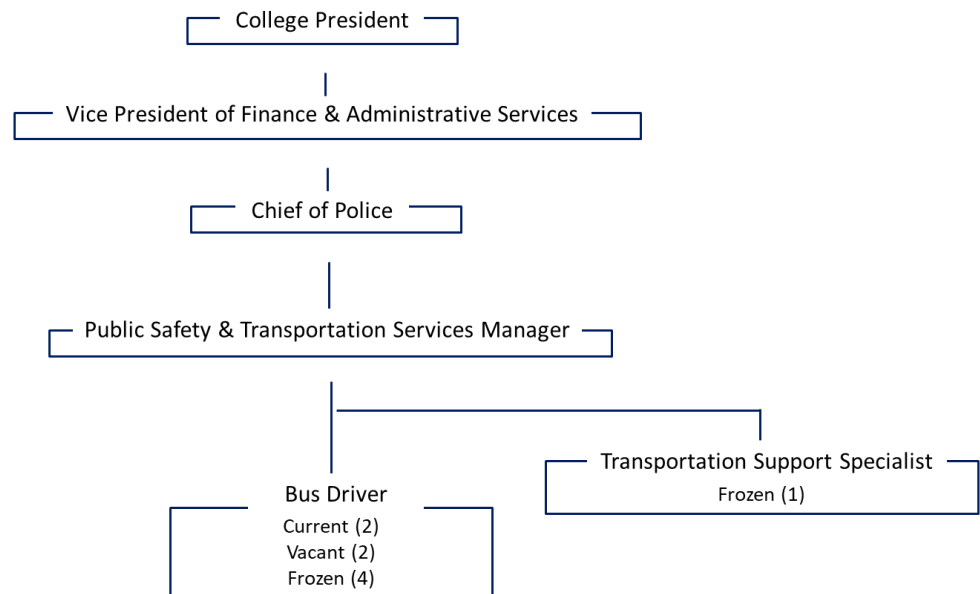 College President
Vice President of Finance & Administrative Services
Chief of Police
Public Safety & Transportation Services Manager
Transportation Support Specialist
Frozen (1)
Bus Driver
Current (2)
Vacant (2)
Frozen (4)